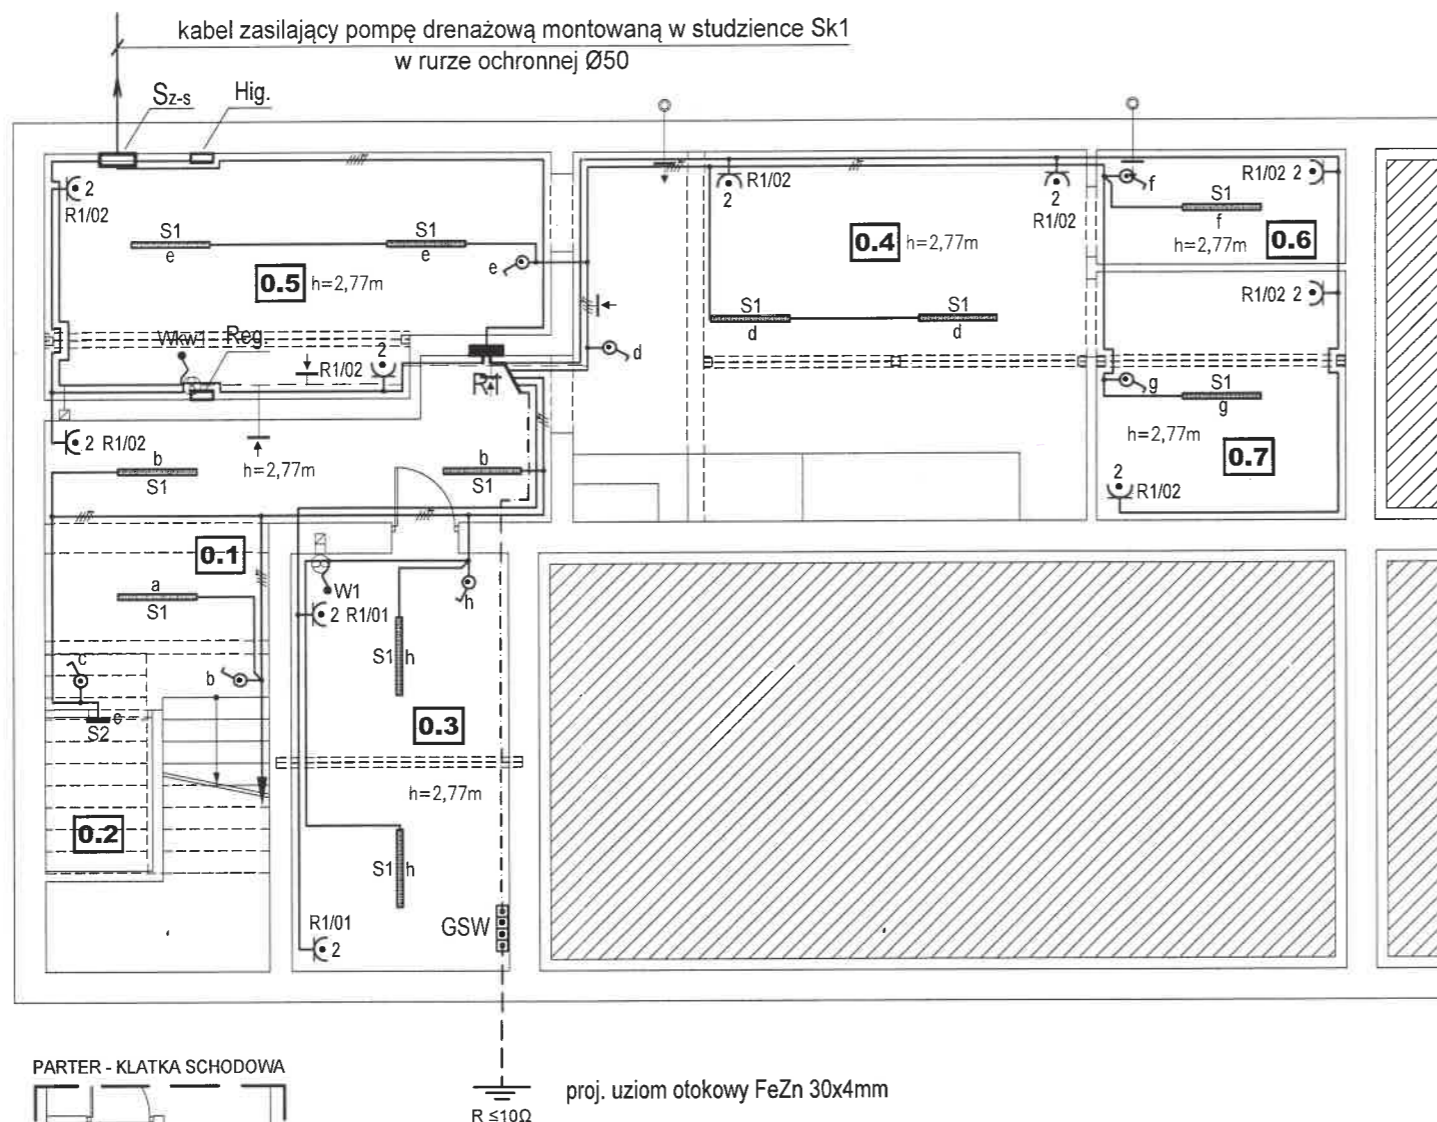 kabel zasilający pompę drenażową montowaną w studzience Sk1
w rurze ochronnej Ø50
Sz-s
Hig.
2
R1/02
S1
e
S1
e
e
0.5
h=2,77m
Wkw1
Reg.
R1/02
2
R1
d
R1/02
2
2
R1/02
0.4
h=2,77m
S1
d
S1
d
f
S1
f
R1/02 2
h=2,77m
0.6
R1/02 2
g
S1
g
h=2,77m
0.7
2
R1/02
2 R1/02
b
S1
h=2,77m
b
S1
0.1
a
S1
c
b
c
S2
0.2
W1
2 R1/01
h
S1 h
0.3
h=2,77m
S1 h
R1/01
2
GSW
PARTER - KLATKA SCHODOWA
proj. uziom otokowy FeZn 30x4mm
R ≤10Ω